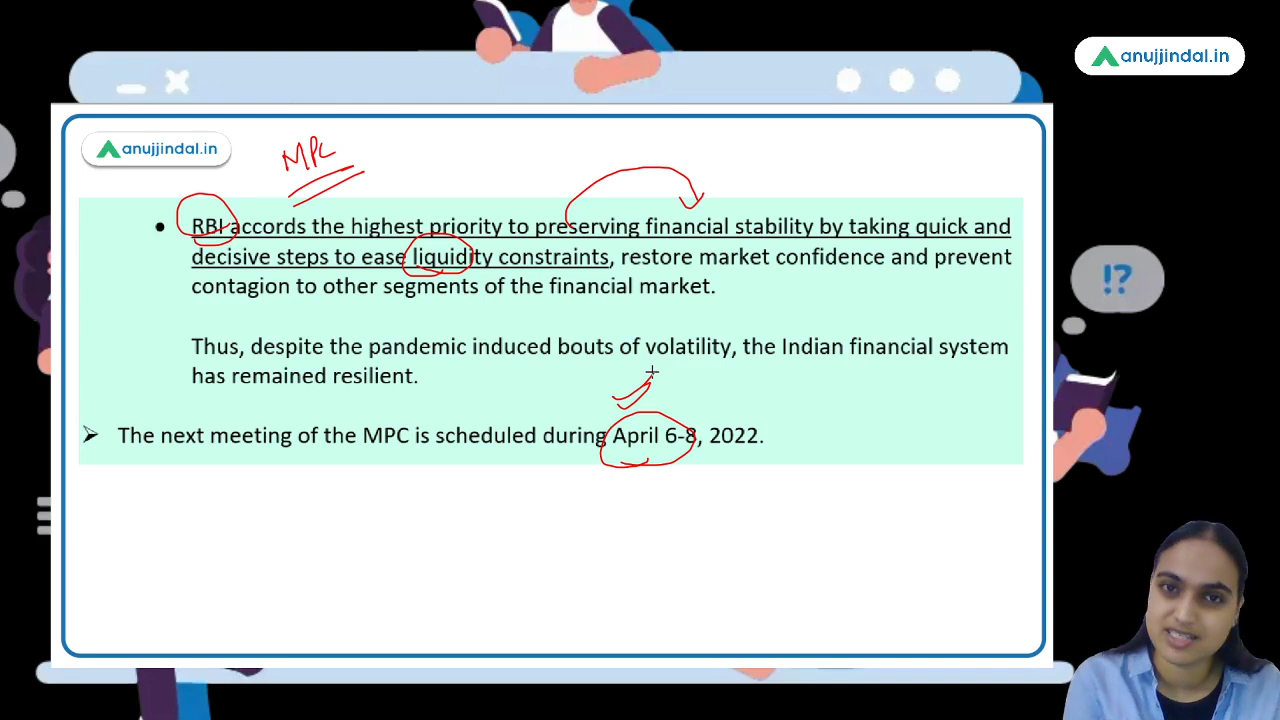 anujjindal.in
anujjindal.in
MPC
RBI accords the highest priority to preserving financial stability by taking quick and
decisive steps to ease liquidity constraints, restore market confidence and prevent
contagion to other segments of the financial market.
!?
Thus, despite the pandemic induced bouts of volatility, the Indian financial system
has remained resilient.
The next meeting of the MPC is scheduled during April 6-8, 2022.